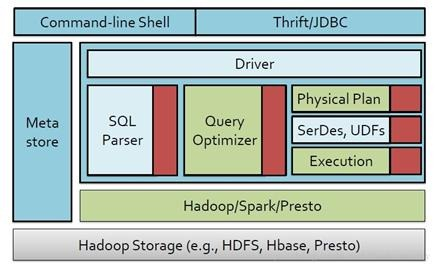 Command-line Shell
Thrift/JDBC
Meta
store
Driver
SQL
Parser
Query
Optimizer
Physical Plan
SerDes, UDFs
Execution
Hadoop/Spark/Presto
Hadoop Storage (e.g., HDFS, Hbase, Presto)